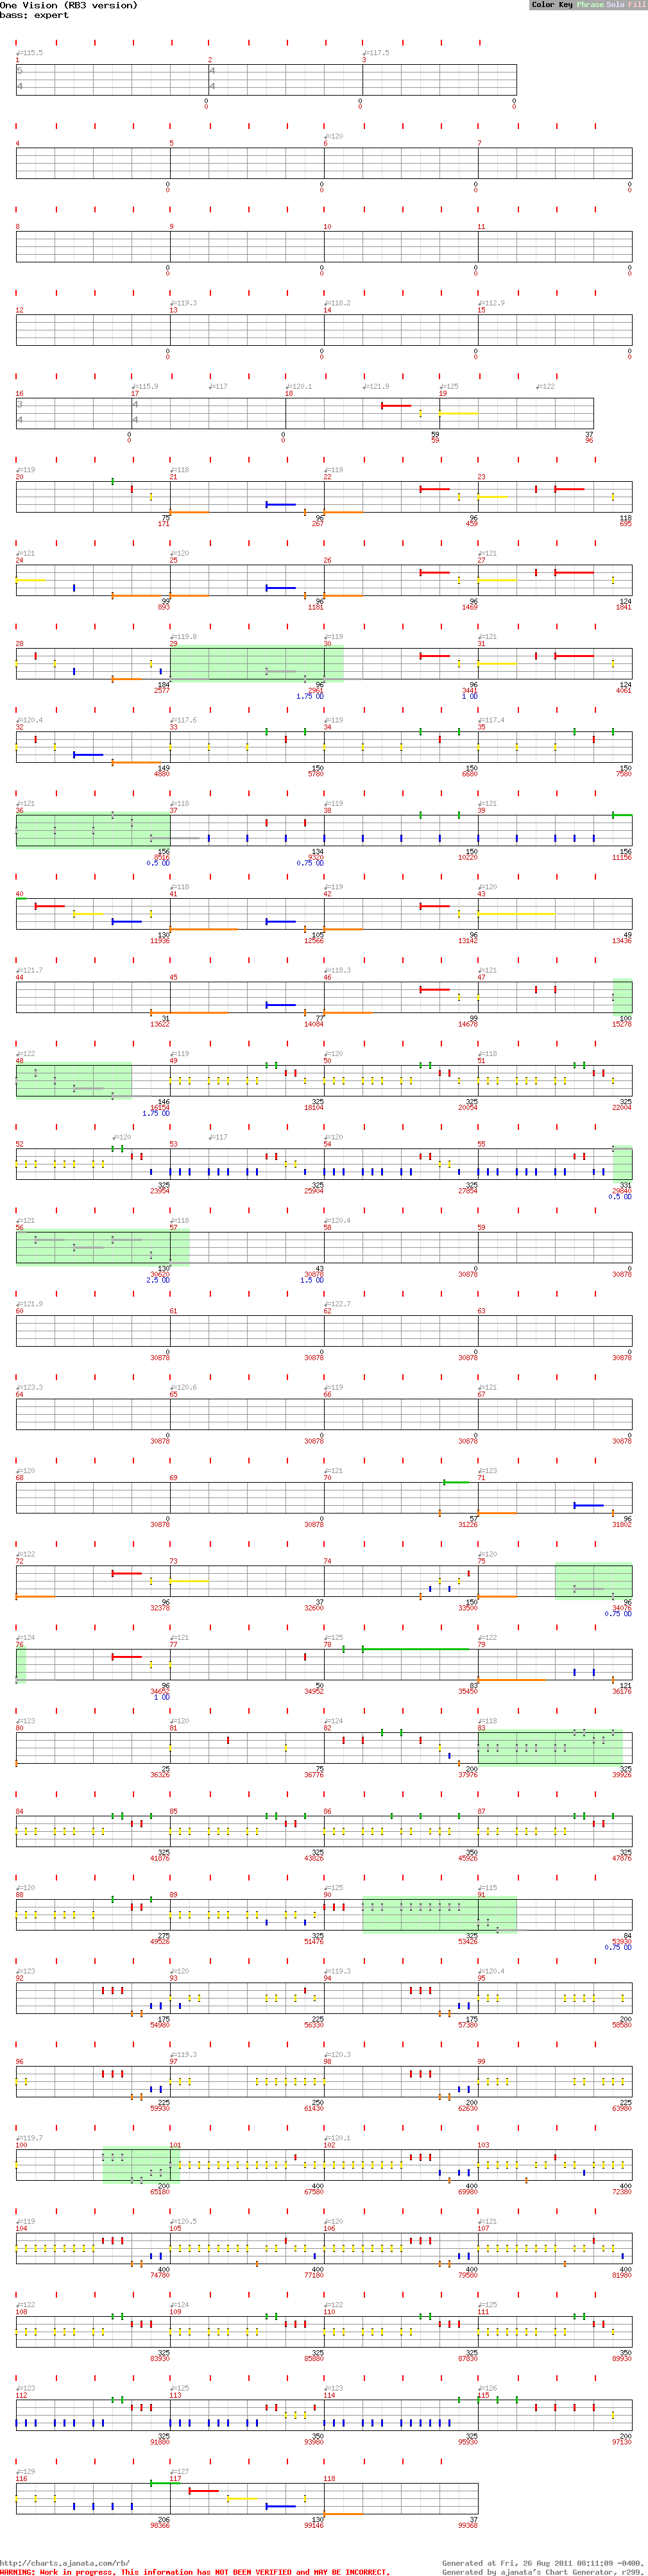 One Vision (RB3 version)
bass: expert
Color Key Phrase Solo Fill
♩=115.5 ♩=117.5
1 2 3
5 4
4 4
0 0 0
0 0 0
♩=120
4 5 6 7
0 0 0 0
0 0 0 0
8 9 10 11
0 0 0 0
0 0 0 0
♩=119.3 ♩=118.2 ♩=112.9
12 13 14 15
0 0 0 0
0 0 0 0
♩=115.9 ♩=117 ♩=120.1 ♩=121.9 ♩=125 ♩=122
16 17 18 19
3 4
4 4
0 0 59 37
0 0 59 96
♩=119 ♩=118 ♩=119
20 21 22 23
75 96 96 118
171 267 459 695
♩=121 ♩=120 ♩=121
24 25 26 27
99 96 96 124
893 1181 1469 1841
♩=119.8 ♩=119 ♩=121
28 29 30 31
184 96 96 124
2577 2961 3441 4061
1.75 OD 1 OD
♩=120.4 ♩=117.6 ♩=119 ♩=117.4
32 33 34 35
149 150 150 150
4880 5780 6680 7580
♩=121 ♩=118 ♩=119 ♩=121
36 37 38 39
156 134 150 156
8516 9320 10220 11156
0.5 OD 0.75 OD
♩=118 ♩=119 ♩=120
40 41 42 43
130 105 96 49
11936 12566 13142 13436
♩=121.7 ♩=118.3 ♩=121
44 45 46 47
31 77 99 100
13622 14084 14678 15278
♩=122 ♩=119 ♩=120 ♩=118
48 49 50 51
146 325 325 325
16154 18104 20054 22004
1.75 OD
♩=120 ♩=117 ♩=120
52 53 54 55
325 325 325 331
23954 25904 27854 29840
0.5 OD
♩=121 ♩=118 ♩=120.4
56 57 58 59
130 43 0 0
30620 30878 30878 30878
2.5 OD 1.5 OD
♩=121.9 ♩=122.7
60 61 62 63
0 0 0 0
30878 30878 30878 30878
♩=123.3 ♩=120.6 ♩=119 ♩=121
64 65 66 67
0 0 0 0
30878 30878 30878 30878
♩=120 ♩=121 ♩=123
68 69 70 71
0 0 57 96
30878 30878 31226 31802
♩=122 ♩=120
72 73 74 75
96 37 150 96
32378 32600 33500 34076
0.75 OD
♩=124 ♩=121 ♩=125 ♩=122
76 77 78 79
96 50 83 121
34652 34952 35450 36176
1 OD
♩=123 ♩=120 ♩=124 ♩=118
80 81 82 83
25 75 200 325
36326 36776 37976 39926
84 85 86 87
325 325 350 325
41876 43826 45926 47876
♩=120 ♩=125 ♩=115
88 89 90 91
275 325 325 84
49526 51476 53426 53930
0.75 OD
♩=123 ♩=120 ♩=119.3 ♩=120.4
92 93 94 95
175 225 175 200
54980 56330 57380 58580
♩=119.3 ♩=120.3
96 97 98 99
225 250 200 225
59930 61430 62630 63980
♩=119.7 ♩=120.1
100 101 102 103
200 400 400 400
65180 67580 69980 72380
♩=119 ♩=120.5 ♩=120 ♩=121
104 105 106 107
400 400 400 400
74780 77180 79580 81980
♩=122 ♩=124 ♩=122 ♩=125
108 109 110 111
325 325 325 350
83930 85880 87830 89930
♩=123 ♩=125 ♩=123 ♩=126
112 113 114 115
325 350 325 200
91880 93980 95930 97130
♩=129 ♩=127
116 117 118
206 130 37
98366 99146 99368
http://charts.ajanata.com/rb/
WARNING: Work in progress. This information has NOT BEEN VERIFIED and MAY BE INCORRECT.
Generated at Fri, 26 Aug 2011 08:11:09 -0400.
Generated by ajanata's Chart Generator, r299.